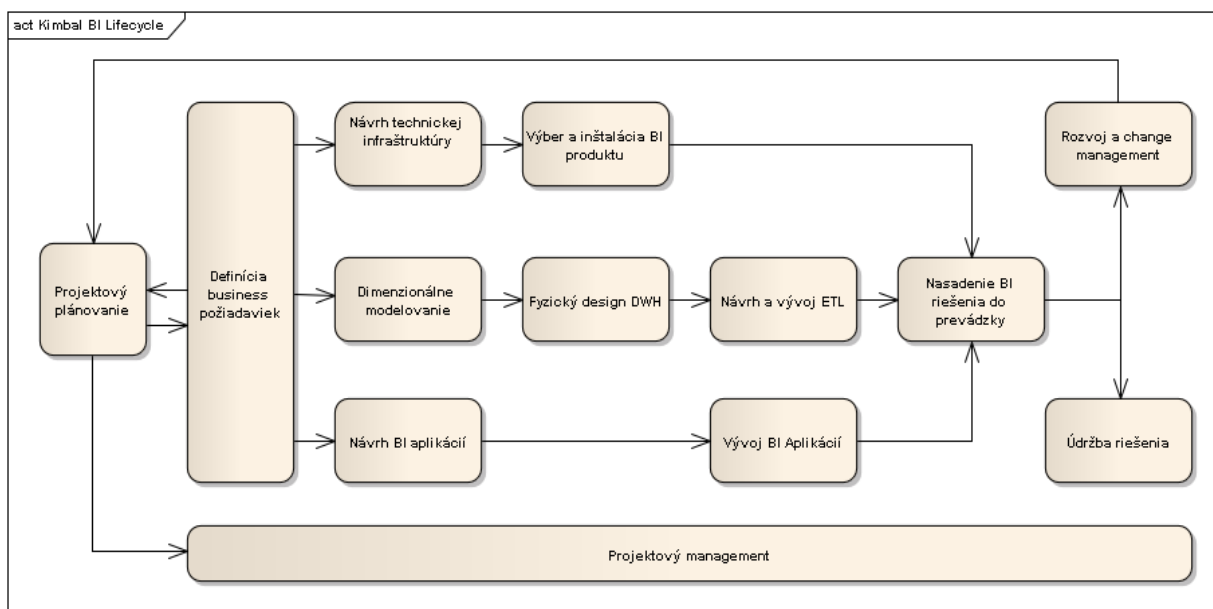 act Kimbal BI Lifecycle
Návrh technickej
infraštruktúry
Výber a inštalácia BI
produktu
Rozvoj a change
management
Projektový
plánovanie
Definícia
business
požiadaviek
Dimenzionálne
modelovanie
Fyzický design DWH
Návrh a vývoj ETL
Nasadenie BI
riešenia do
prevádzky
Návrh BI aplikácií
Vývoj BI Aplikácií
Údržba riešenia
Projektový management